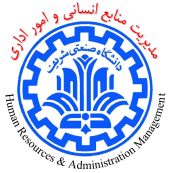 مدیریت منابع انسانی و امور اداری
دانشگاه صنعتی شریف
Human Resources & Administration Management